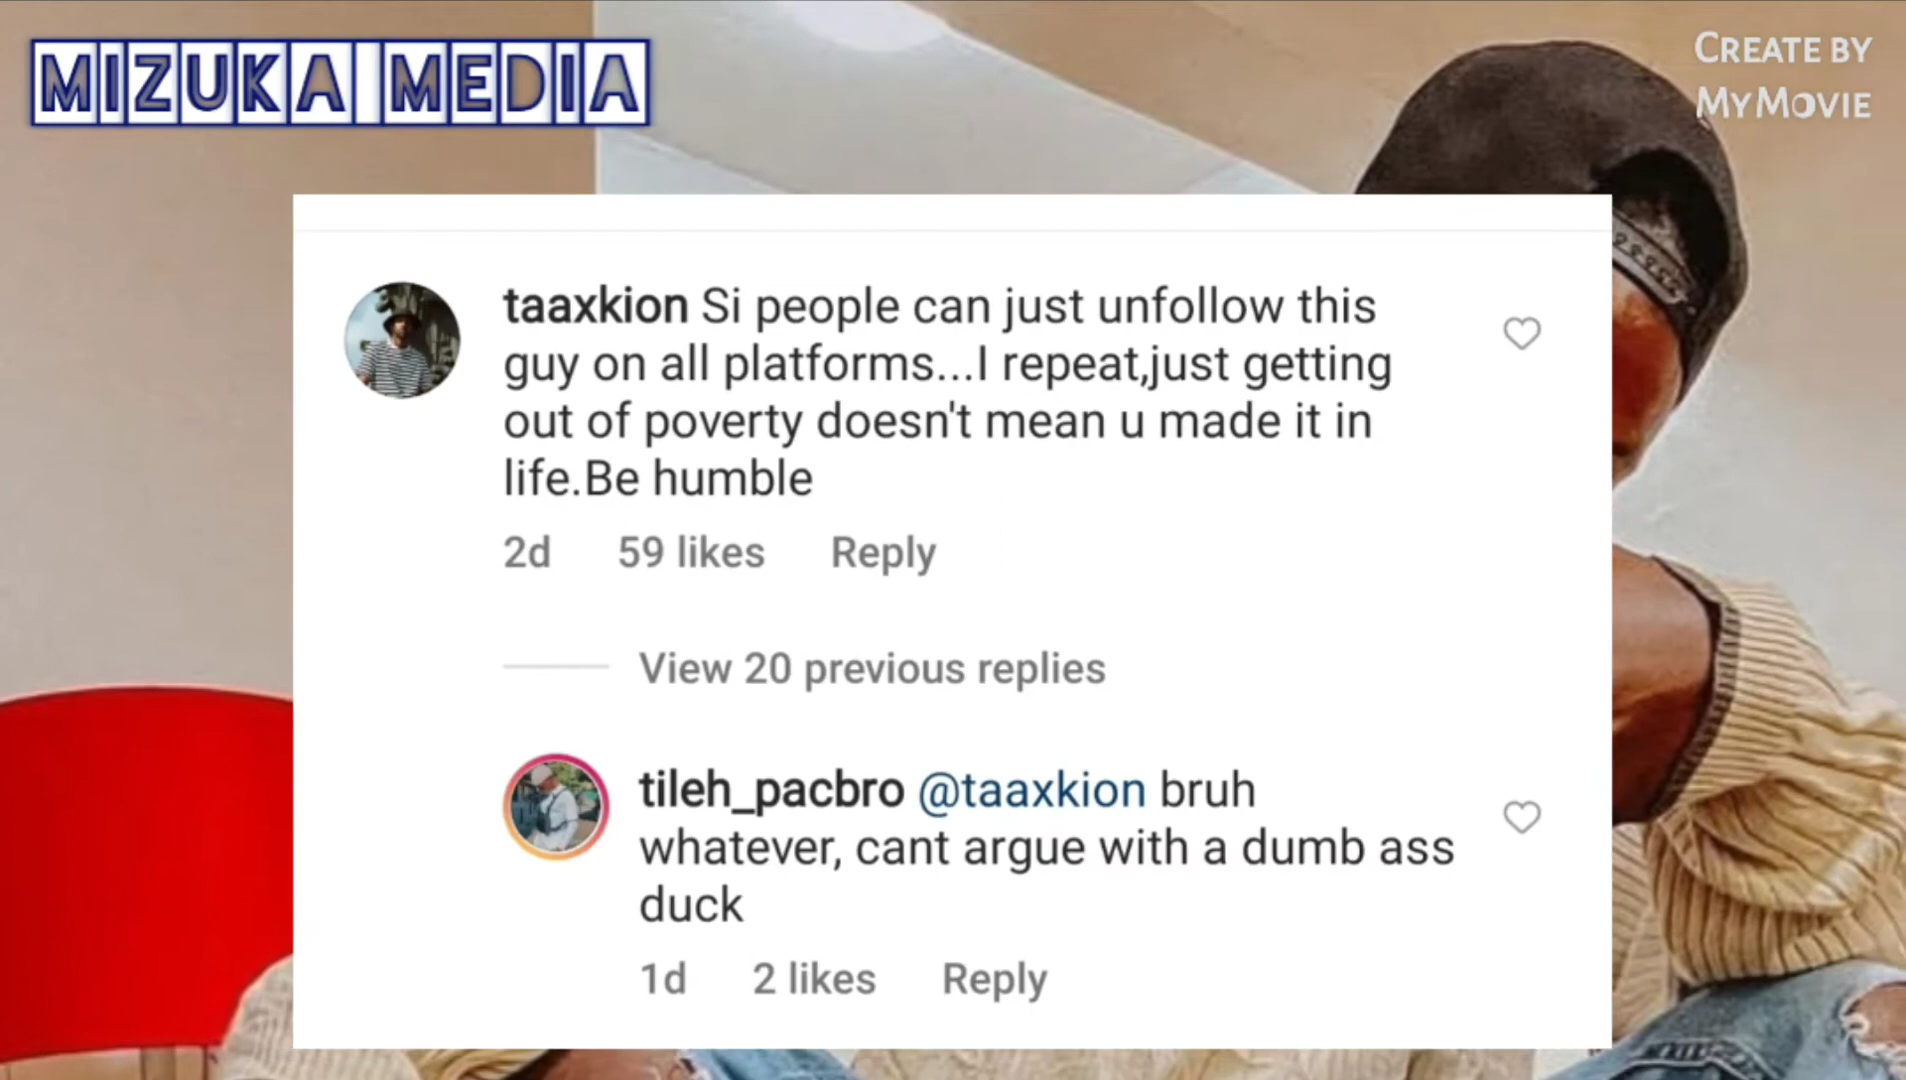 MIZUKA MEDIA
CREATE BY
MYMOVIE
taaxkion Si people can just unfollow this
guy on all platforms...I repeat,just getting
out of poverty doesn't mean u made it in
life.Be humble
2d 59 likes Reply
View 20 previous replies
tileh_pacbro @taaxkion bruh
whatever, cant argue with a dumb ass
duck
1d 2 likes Reply